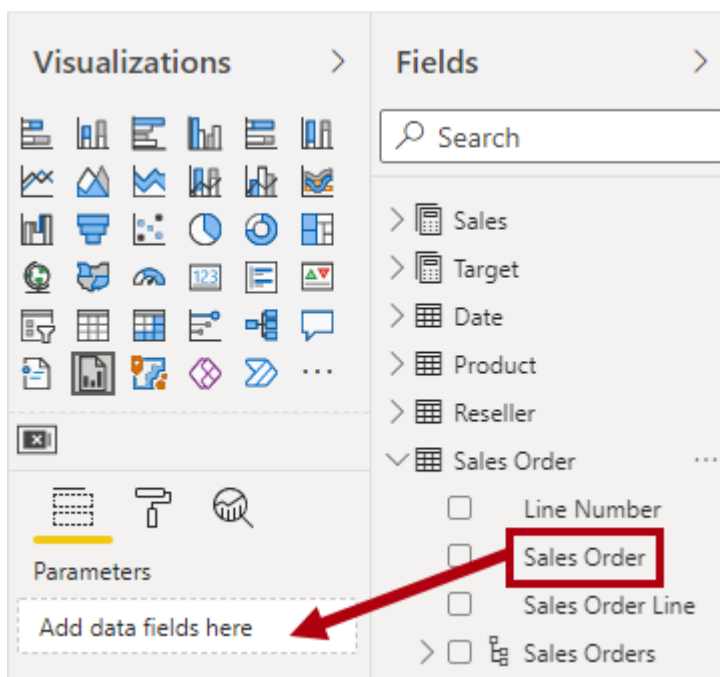 Visualizations
Fields
Search
123
Sales
Target
Date
Product
Reseller
Sales Order
Line Number
Sales Order
Sales Order Line
Sales Orders
Parameters
Add data fields here